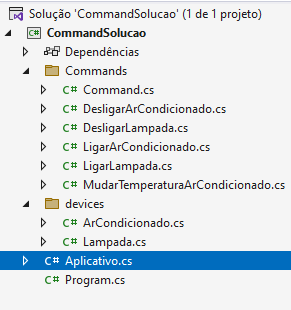 Solução 'CommandSolucao' (1 de 1 projeto)
C# CommandSolucao
Dependências
Commands
C# Command.cs
C# DesligarArCondicionado.cs
C# DesligarLampada.cs
C# LigarArCondicionado.cs
C# LigarLampada.cs
C# MudarTemperaturaArCondicionado.cs
devices
C# ArCondicionado.cs
C# Lampada.cs
C# Aplicativo.cs
C# Program.cs